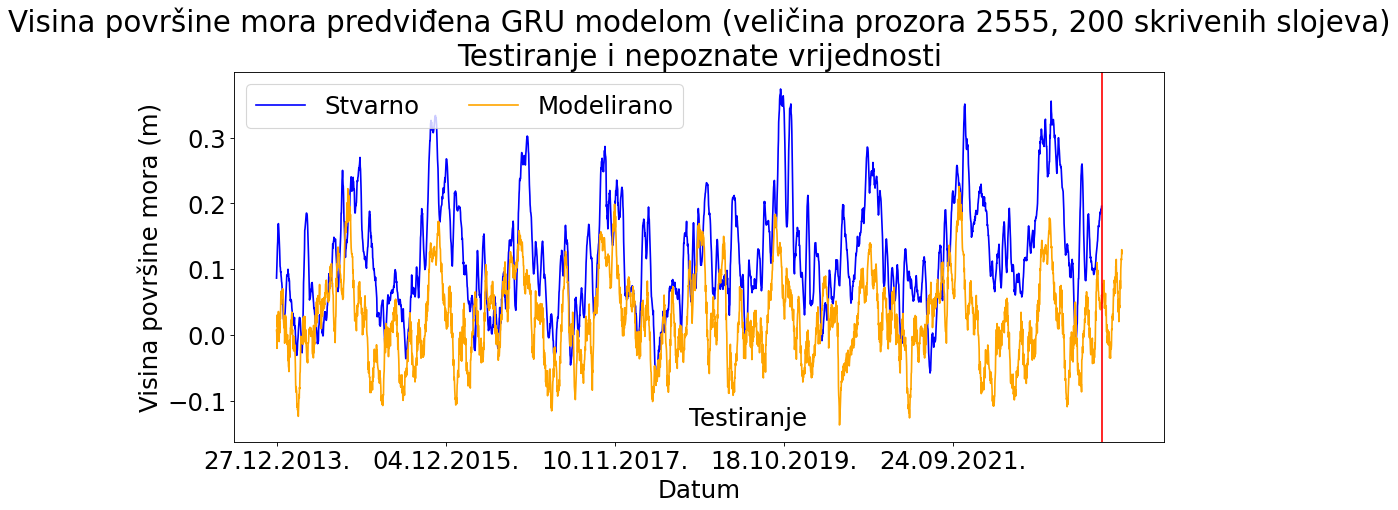 Visina površine mora predviđena GRU modelom (veličina prozora 2555, 200 skrivenih slojeva)
Testiranje i nepoznate vrijednosti
Stvarno
Modelirano
Visina površine mora (m)
0.3
0.2
0.1
0.0
−0.1
Testiranje
27.12.2013.
04.12.2015.
10.11.2017.
18.10.2019.
24.09.2021.
Datum